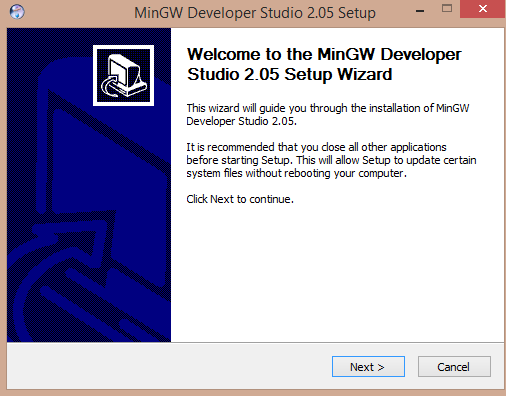 MinGW Developer Studio 2.05 Setup
Welcome to the MinGW Developer
Studio 2.05 Setup Wizard
This wizard will guide you through the installation of MinGW
Developer Studio 2.05.
It is recommended that you close all other applications
before starting Setup. This will allow Setup to update certain
system files without rebooting your computer.
Click Next to continue.
Next >
Cancel